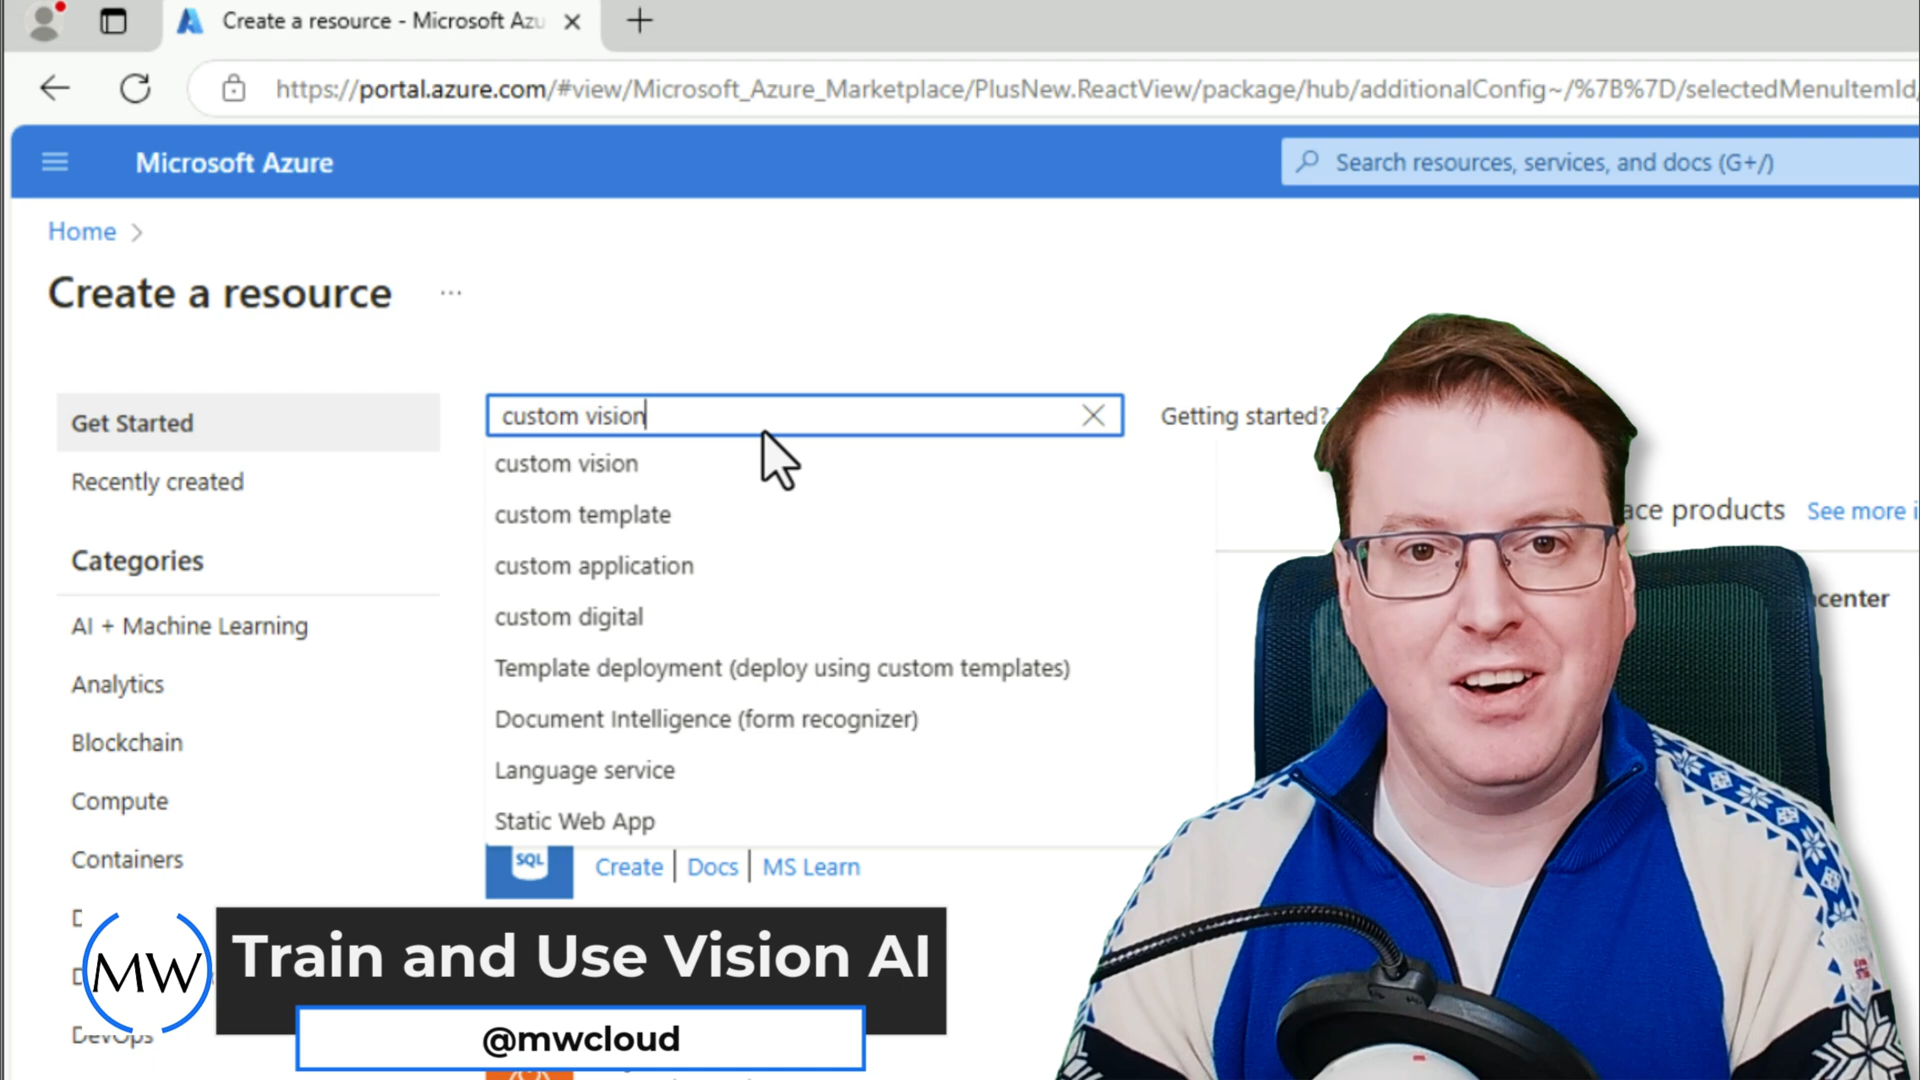 Create a resource - Microsoft Azu
https://portal.azure.com/#view/Microsoft_Azure_Marketplace/PlusNew.ReactView/package/hub/additionalConfig~/%7B%7D/selectedMenuItemId/
Microsoft Azure
Search resources, services, and docs (G+/)
Home
Create a resource
Get Started
custom vision
Getting started?
Recently created
custom vision
custom template
ace products
See more i
Categories
custom application
center
AI + Machine Learning
custom digital
Analytics
Template deployment (deploy using custom templates)
Blockchain
Document Intelligence (form recognizer)
Compute
Language service
Static Web App
Containers
SQL
Create | Docs | MS Learn
MW
Train and Use Vision AI
DevOps
@mwcloud